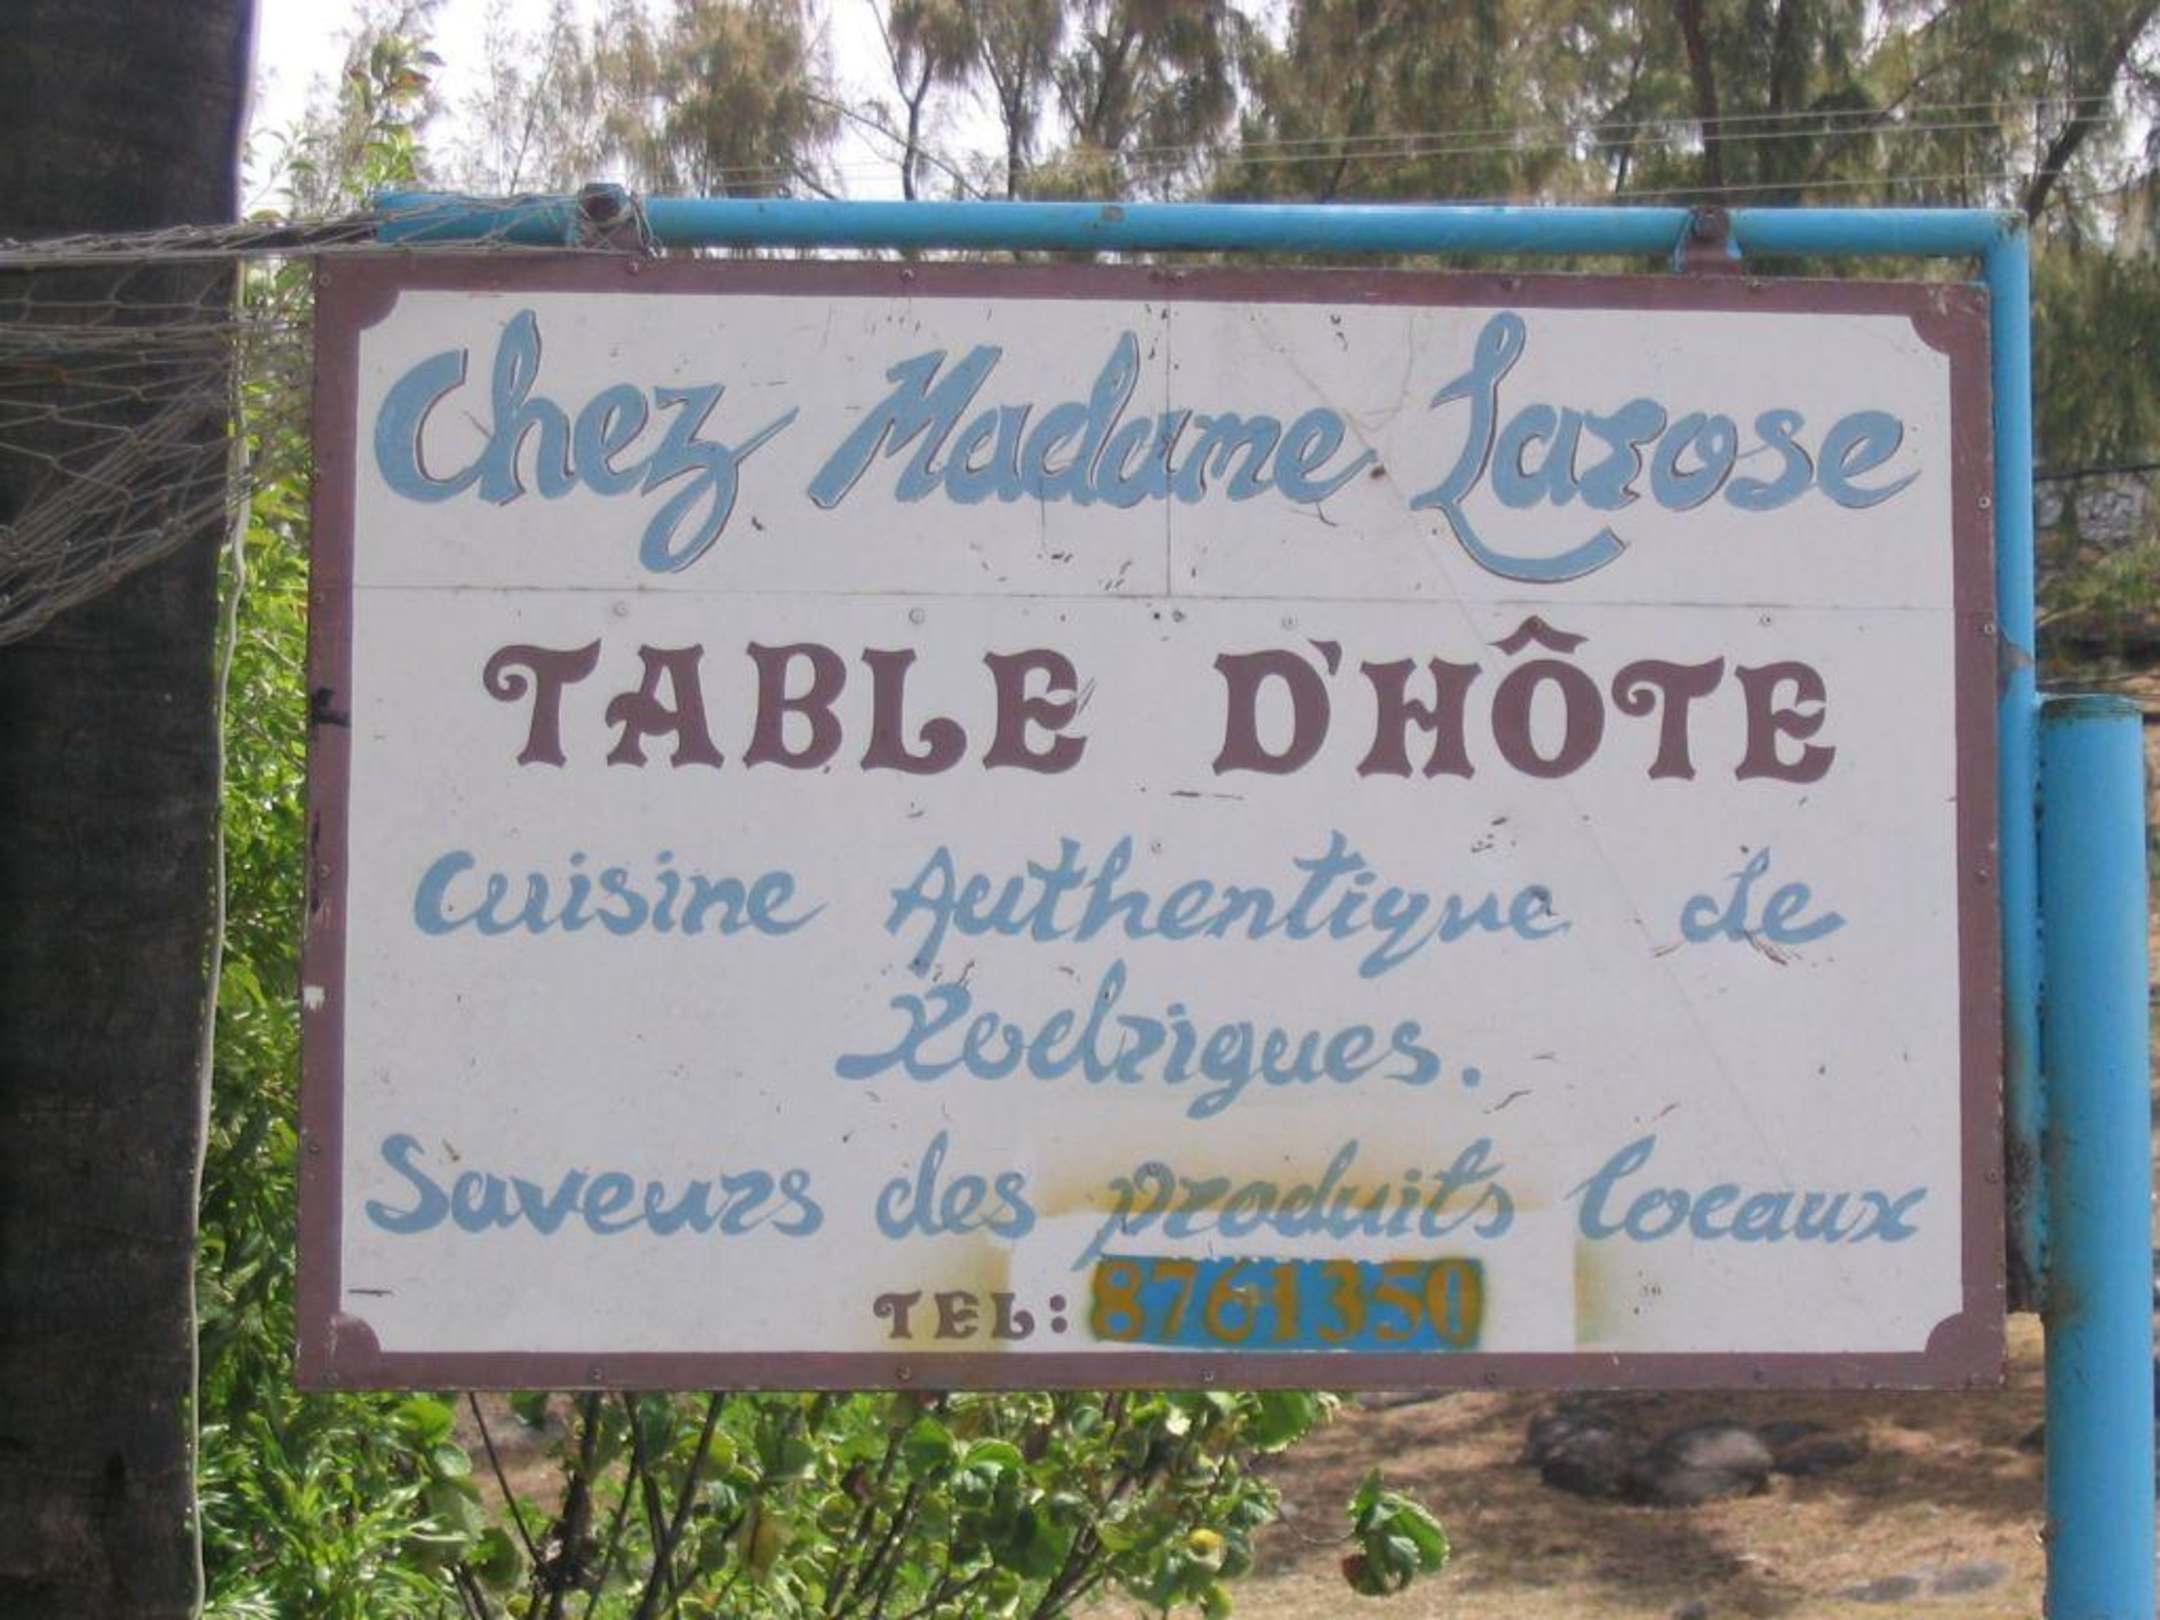 Chez Madame Larose
TABLE D'HÔTE
Cuisine Authentique de
Rodrigues.
Saveurs des produits locaux
TEL: 8761350